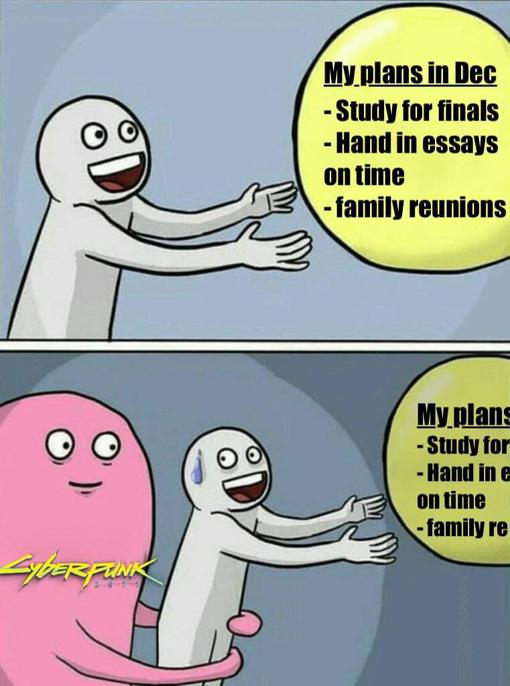 My plans in Dec
- Study for finals
- Hand in essays
on time
- family reunions
My plans
- Study for
- Hand in e
on time
- family re
Cyberpunk
2077